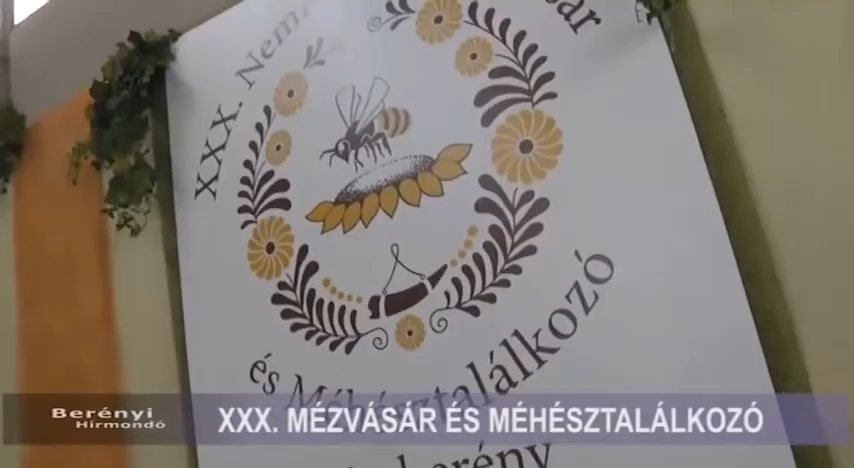 XXX. Nem
és Méhésztalálkozó
Berényi
Hírmondó
XXX. MÉZVÁSÁR ÉS MÉHÉSZTALÁLKOZÓ